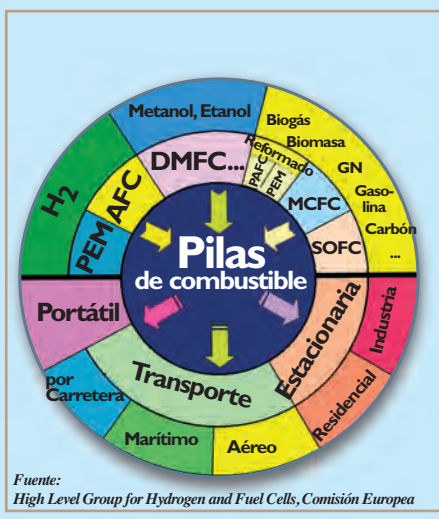 Metanol, Etanol
H2
Biogás
Biomasa
GN
Gaso-
lina
Carbón
...
DMFC...
Reformado
PAFC
PEM
MCFC
SOFC
AFC
PEM
Pilas
de combustible
Portátil
Transporte
Estacionaria
por
Carretera
Marítimo
Aéreo
Residencial
Industria
Fuente:
High Level Group for Hydrogen and Fuel Cells, Comisión Europea